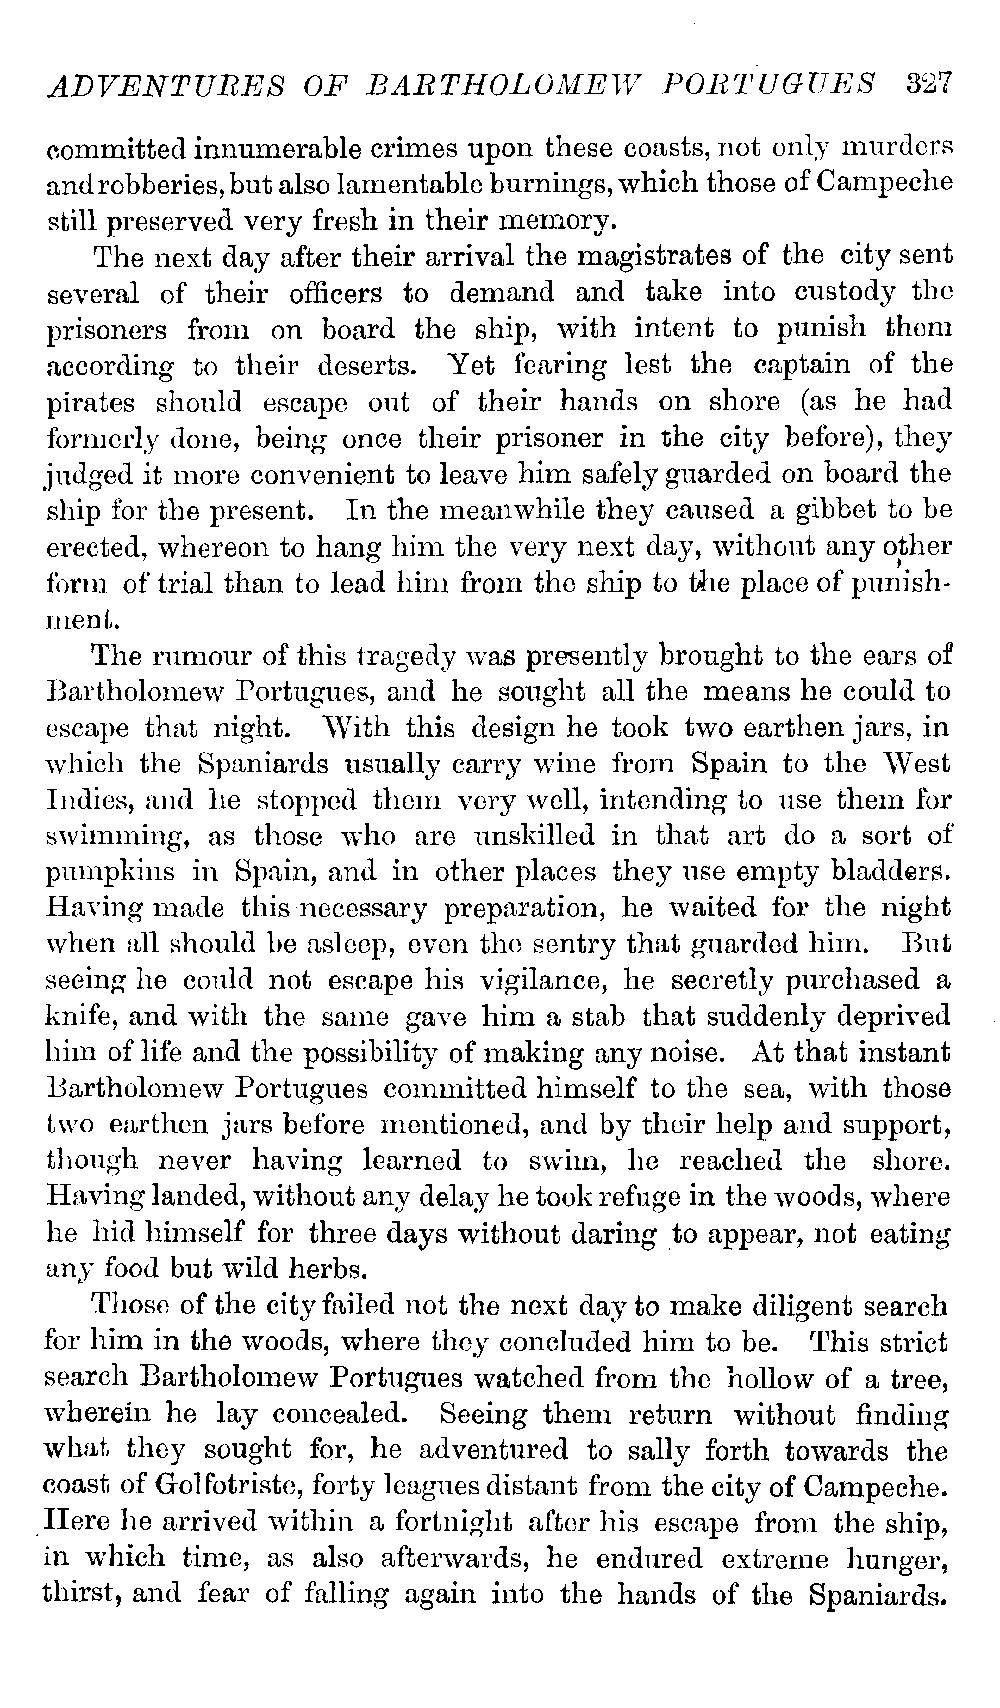 ADVENTURES OF BARTHOLOMEW PORTUGUES 327
committed innumerable crimes upon these coasts, not only murders
and robberies, but also lamentable burnings, which those of Campeche
still preserved very fresh in their memory.
The next day after their arrival the magistrates of the city sent
several of their officers to demand and take into custody the
prisoners from on board the ship, with intent to punish them
according to their deserts. Yet fearing lest the captain of the
pirates should escape out of their hands on shore (as he had
formerly done, being once their prisoner in the city before), they
judged it more convenient to leave him safely guarded on board the
ship for the present. In the meanwhile they caused a gibbet to be
erected, whereon to hang him the very next day, without any other
form of trial than to lead him from the ship to the place of punish-
ment.
The rumour of this tragedy was presently brought to the ears of
Bartholomew Portugues, and he sought all the means he could to
escape that night. With this design he took two earthen jars, in
which the Spaniards usually carry wine from Spain to the West
Indies, and he stopped them very well, intending to use them for
swimming, as those who are unskilled in that art do a sort of
pumpkins in Spain, and in other places they use empty bladders.
Having made this necessary preparation, he waited for the night
when all should be asleep, even the sentry that guarded him. But
seeing he could not escape his vigilance, he secretly purchased a
knife, and with the same gave him a stab that suddenly deprived
him of life and the possibility of making any noise. At that instant
Bartholomew Portugues committed himself to the sea, with those
two earthen jars before mentioned, and by their help and support,
though never having learned to swim, he reached the shore.
Having landed, without any delay he took refuge in the woods, where
he hid himself for three days without daring to appear, not eating
any food but wild herbs.
Those of the city failed not the next day to make diligent search
for him in the woods, where they concluded him to be. This strict
search Bartholomew Portugues watched from the hollow of a tree,
wherein he lay concealed. Seeing them return without finding
what they sought for, he adventured to sally forth towards the
coast of Golfotriste, forty leagues distant from the city of Campeche.
Here he arrived within a fortnight after his escape from the ship,
in which time, as also afterwards, he endured extreme hunger,
thirst, and fear of falling again into the hands of the Spaniards.